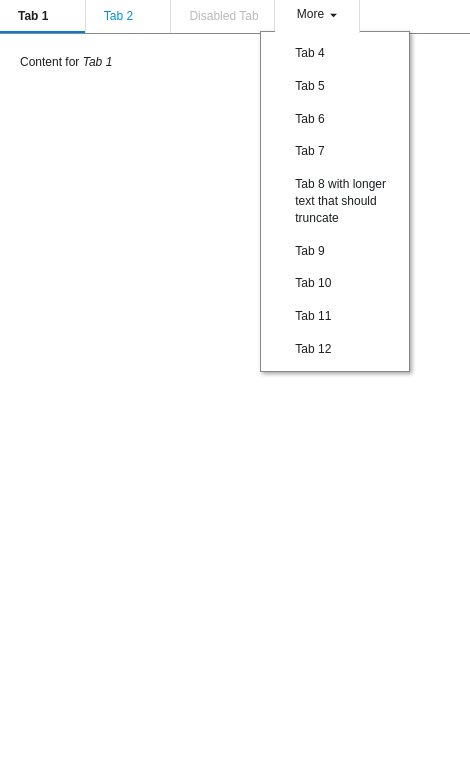 Tab 1 Tab 2 Disabled Tab More
Content for Tab 1
Tab 4
Tab 5
Tab 6
Tab 7
Tab 8 with longer
text that should
truncate
Tab 9
Tab 10
Tab 11
Tab 12